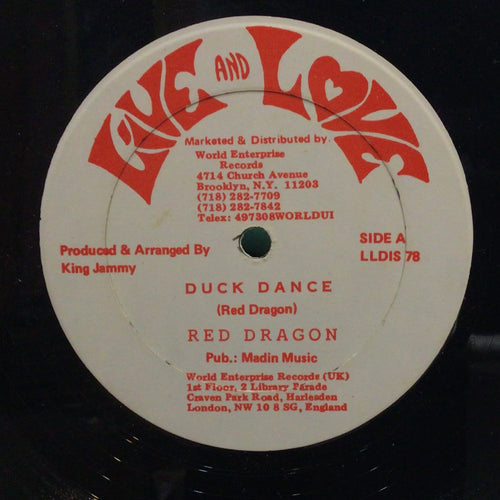 LIVE AND LOVE
Marketed & Distributed by:
World Enterprise
Records
4714 Church Avenue
Brooklyn, N.Y. 11203
(718) 282-7709
(718) 282-7842
Telex: 497308WORLDUI
Produced & Arranged By
King Jammy
SIDE A
LLDIS 78
DUCK DANCE
(Red Dragon)
RED DRAGON
Pub.: Madin Music
World Enterprise Records (UK)
1st Floor, 2 Library Parade
Craven Park Road, Harlesden
London, NW 10 8 SG, England